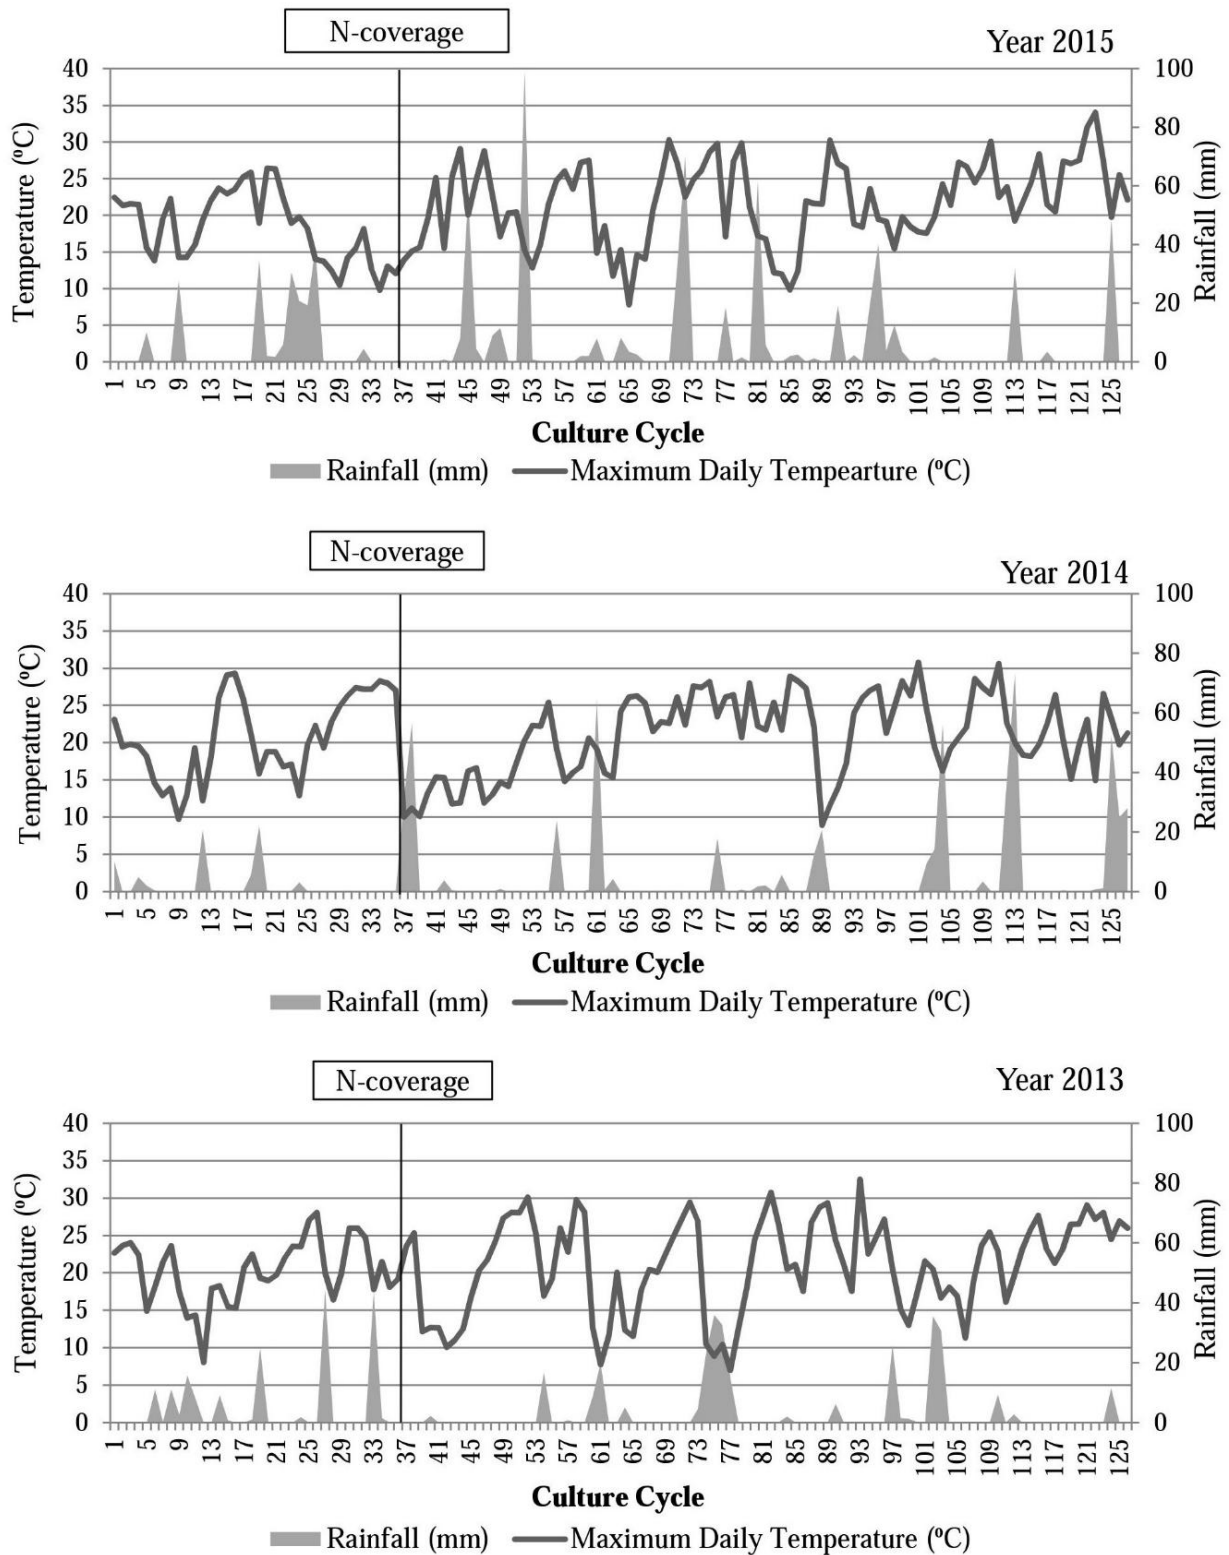 N-coverage
Year 2015
40 35 30 25 20 15 10 5 0
Temperature (ºC)
100 80 60 40 20 0
Rainfall (mm)
1 5 9 13 17 21 25 29 33 37 41 45 49 53 57 61 65 69 73 77 81 85 89 93 97 101 105 109 113 117 121 125
Culture Cycle
Rainfall (mm) Maximum Daily Tempearture (ºC)
N-coverage
Year 2014
40 35 30 25 20 15 10 5 0
Temperature (ºC)
100 80 60 40 20 0
Rainfall (mm)
1 5 9 13 17 21 25 29 33 37 41 45 49 53 57 61 65 69 73 77 81 85 89 93 97 101 105 109 113 117 121 125
Culture Cycle
Rainfall (mm) Maximum Daily Temperature (ºC)
N-coverage
Year 2013
40 35 30 25 20 15 10 5 0
Temperature (ºC)
100 80 60 40 20 0
Rainfall (mm)
1 5 9 13 17 21 25 29 33 37 41 45 49 53 57 61 65 69 73 77 81 85 89 93 97 101 105 109 113 117 121 125
Culture Cycle
Rainfall (mm) Maximum Daily Temperature (ºC)